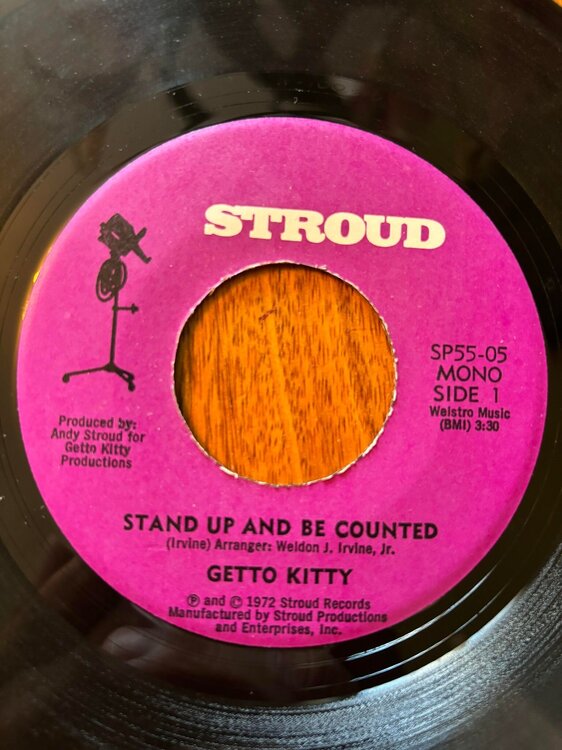 STROUD
SP55-05
MONO
SIDE 1
Welstro Music
(BMI) 3:30
Produced by:
Andy Stroud for
Getto Kitty
Productions
STAND UP AND BE COUNTED
(Irvine) Arranger: Weldon J. Irvine, Jr.
GETTO KITTY
Ⓟ and © 1972 Stroud Records
Manufactured by Stroud Productions
and Enterprises, Inc.